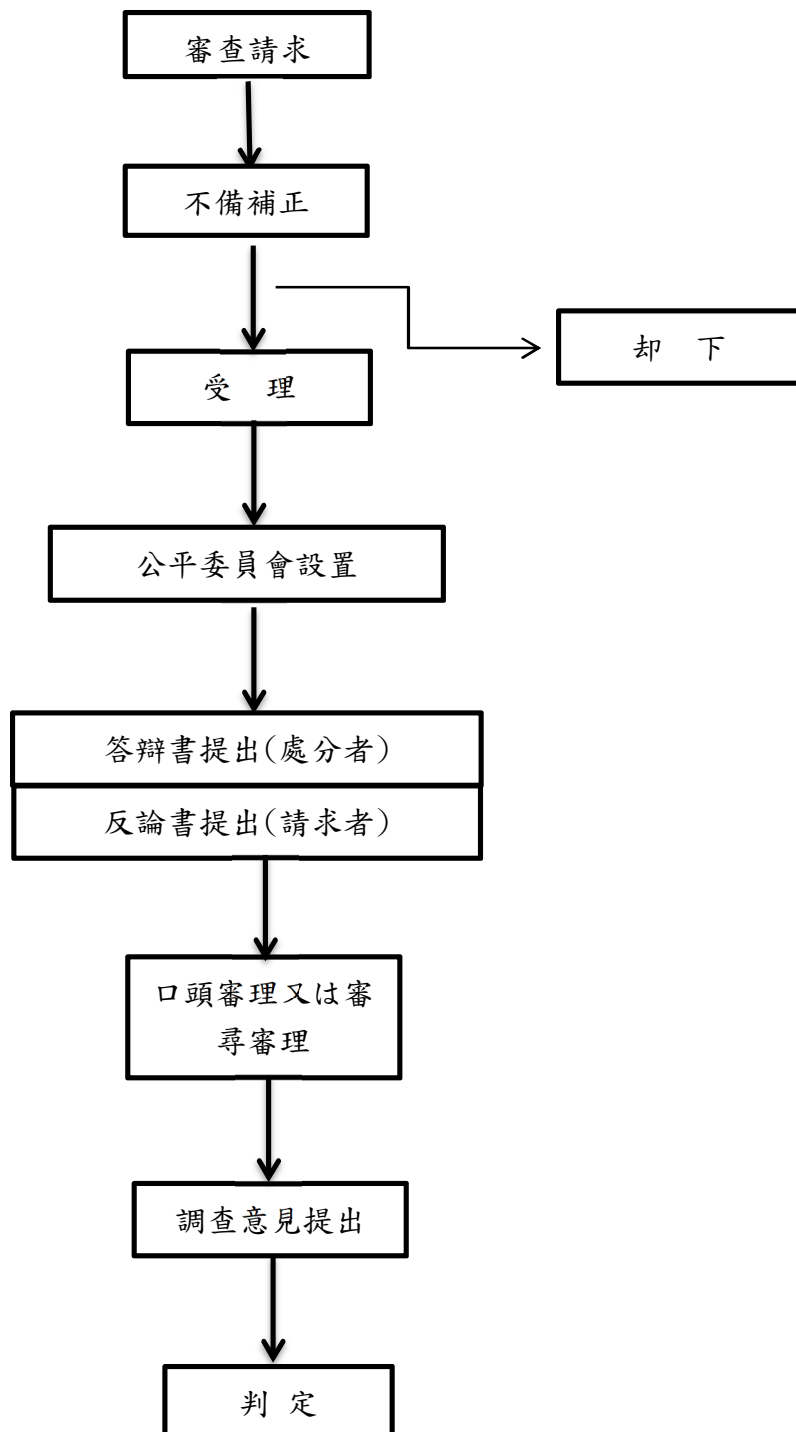 審查請求
不備補正
却　下
受　理
公平委員會設置
答辯書提出(處分者)
反論書提出(請求者)
口頭審理又は審
尋審理
調查意見提出
判 定